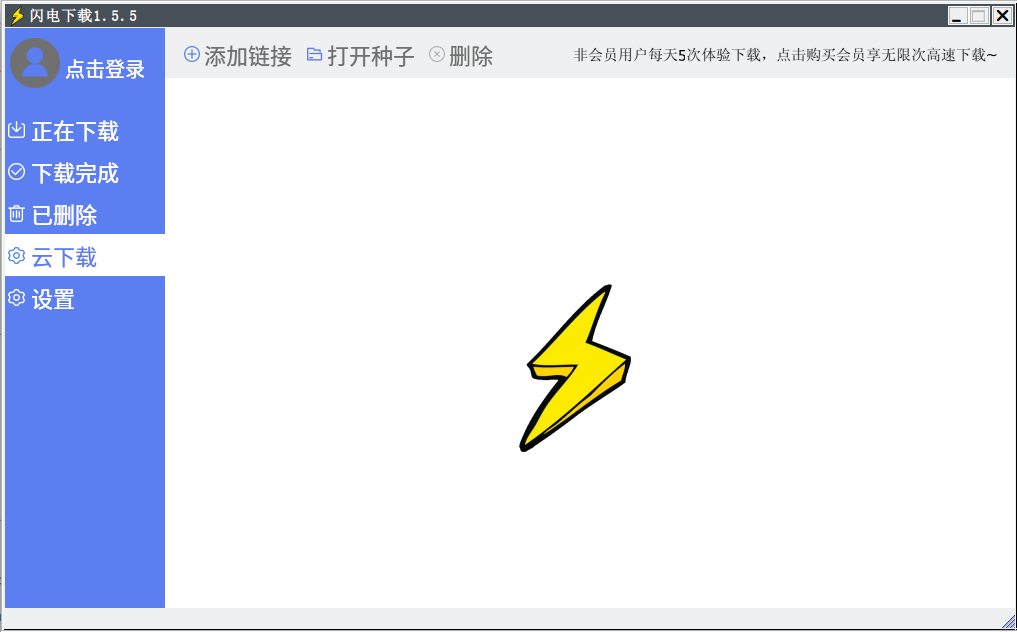 闪电下载1.5.5
点击登录
添加链接 打开种子 删除 非会员用户每天5次体验下载，点击购买会员享无限次高速下载~
正在下载
下载完成
已删除
云下载
设置